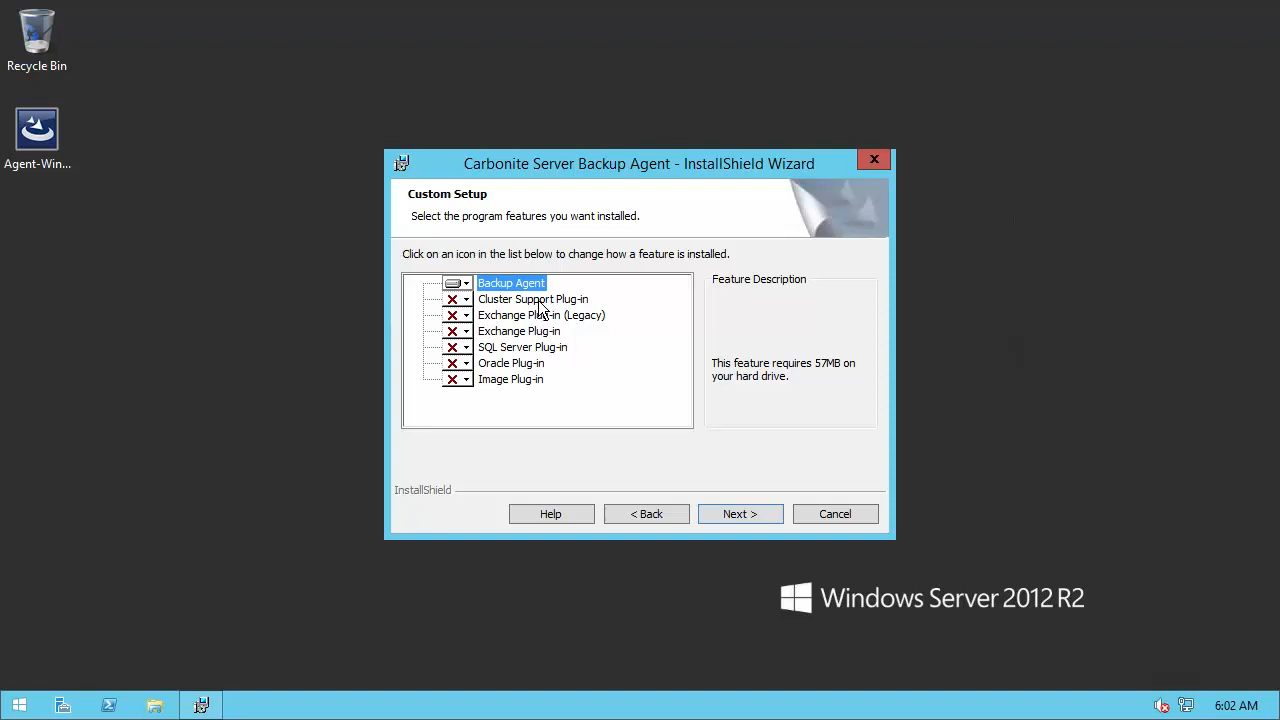 Recycle Bin
Agent-Win...
Carbonite Server Backup Agent - InstallShield Wizard
Custom Setup
Select the program features you want installed.
Click on an icon in the list below to change how a feature is installed.
Backup Agent
Cluster Support Plug-in
Exchange Plug-in (Legacy)
Exchange Plug-in
SQL Server Plug-in
Oracle Plug-in
Image Plug-in
Feature Description
This feature requires 57MB on
your hard drive.
InstallShield
Help
< Back
Next >
Cancel
Windows Server 2012 R2
6:02 AM